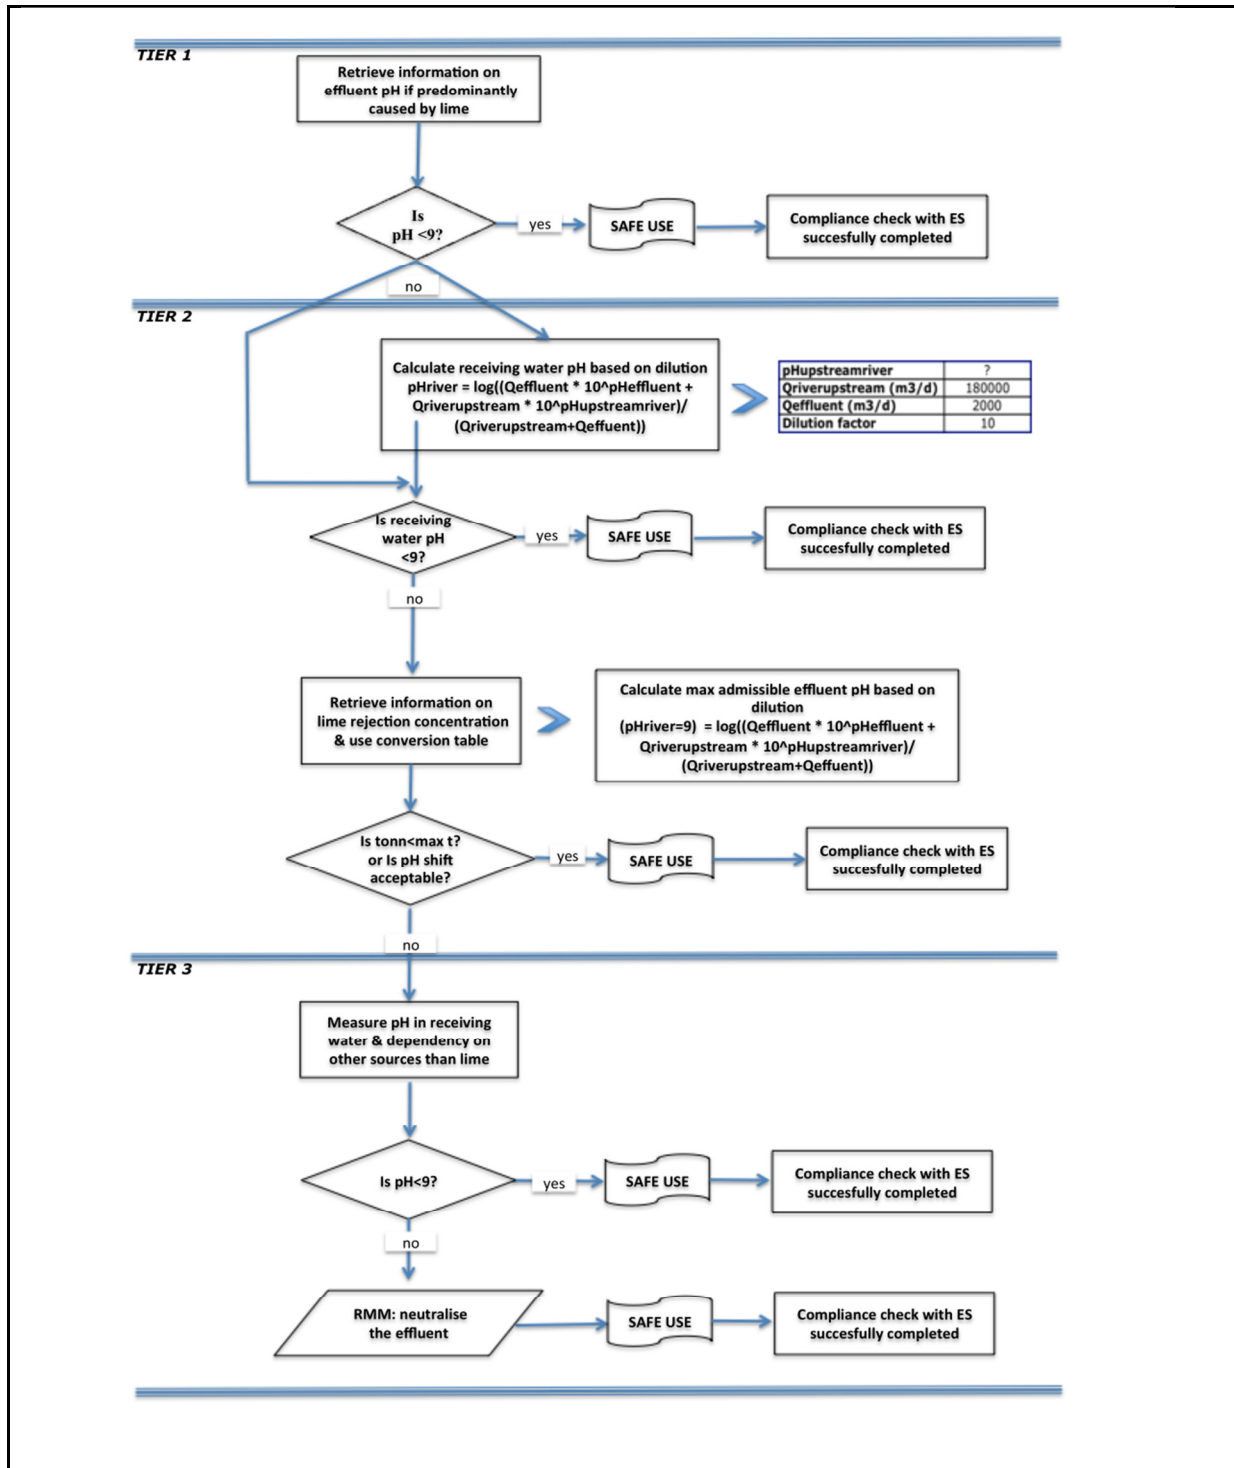 TIER 1
Retrieve information on
effluent pH if predominantly
caused by lime
Is
pH <9?
yes
SAFE USE
Compliance check with ES
succesfully completed
no
TIER 2
Calculate receiving water pH based on dilution
pHriver = log((Qeffluent * 10^pHeffluent +
Qriverupstream * 10^pHupstreamriver)/
(Qriverupstream+Qeffuent))
pHupstreamriver ?
Qriverupstream (m3/d) 180000
Qeffluent (m3/d) 2000
Dilution factor 10
Is receiving
water pH
<9?
yes
SAFE USE
Compliance check with ES
succesfully completed
no
Retrieve information on
lime rejection concentration
& use conversion table
Calculate max admissible effluent pH based on
dilution
(pHriver=9) = log((Qeffluent * 10^pHeffluent +
Qriverupstream * 10^pHupstreamriver)/
(Qriverupstream+Qeffuent))
Is tonn<max t?
or Is pH shift
acceptable?
yes
SAFE USE
Compliance check with ES
succesfully completed
no
TIER 3
Measure pH in receiving
water & dependency on
other sources than lime
Is pH<9?
yes
SAFE USE
Compliance check with ES
succesfully completed
no
RMM: neutralise
the effluent
SAFE USE
Compliance check with ES
succesfully completed